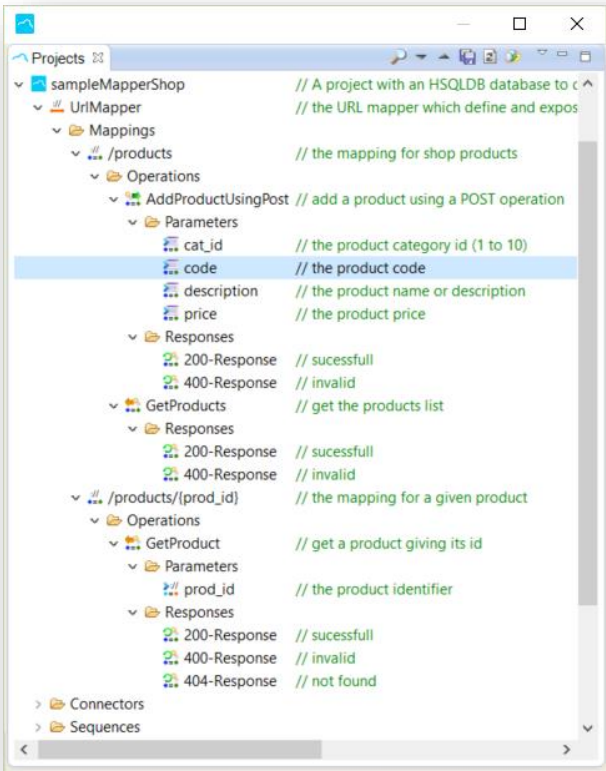 Projects
sampleMapperShop // A project with an HSQLDB database to
UrlMapper // the URL mapper which define and expos
Mappings
/products // the mapping for shop products
Operations
AddProductUsingPost // add a product using a POST operation
Parameters
cat_id // the product category id (1 to 10)
code // the product code
description // the product name or description
price // the product price
Responses
200-Response // sucessfull
400-Response // invalid
GetProducts // get the products list
Responses
200-Response // sucessfull
400-Response // invalid
/products/{prod_id} // the mapping for a given product
Operations
GetProduct // get a product giving its id
Parameters
prod_id // the product identifier
Responses
200-Response // sucessfull
400-Response // invalid
404-Response // not found
Connectors
Sequences